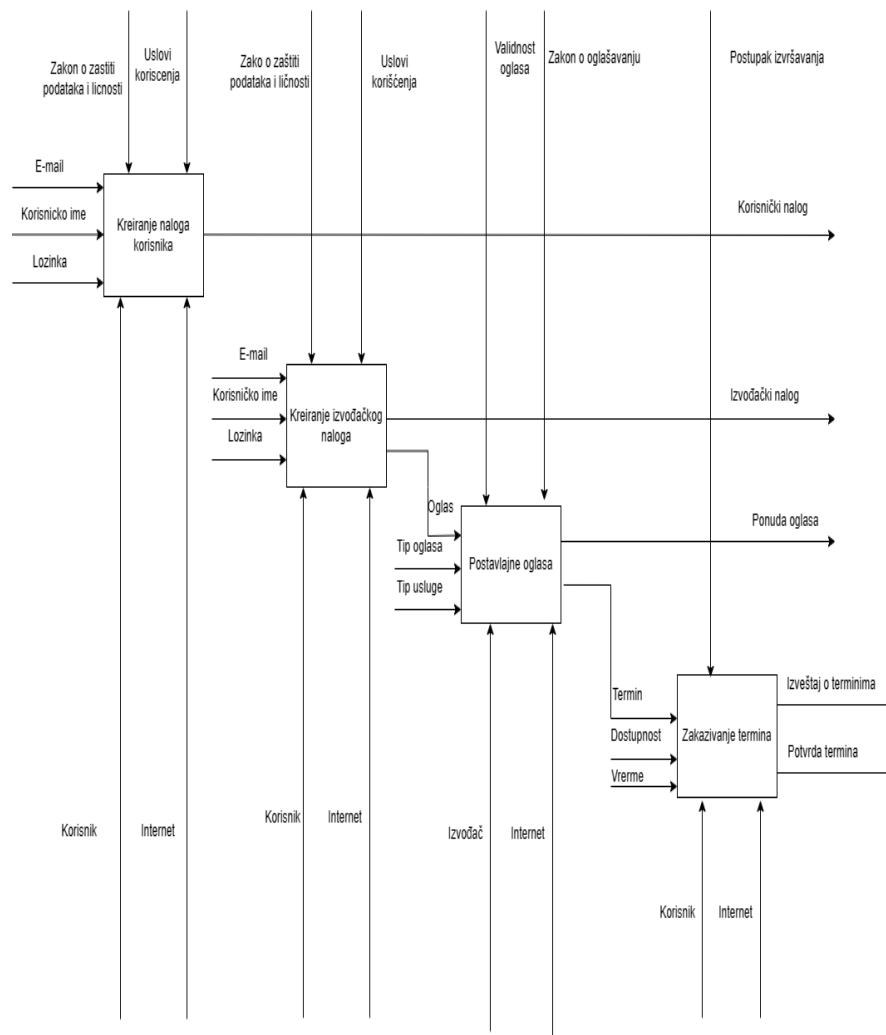 Zakon o zastiti
podataka i licnosti
Uslovi
koriscenja
Zako o zaštiti
podataka i ličnosti
Uslovi
korišćenja
Validnost
oglasa
Zakon o oglašavanju
Postupak izvršavanja
E-mail
Korisnicko ime
Lozinka
Kreiranje naloga
korisnika
Korisnički nalog
E-mail
Korisničko ime
Lozinka
Kreiranje izvođačkog
naloga
Izvođački nalog
Oglas
Tip oglasa
Tip usluge
Postavlajne oglasa
Ponuda oglasa
Termin
Dostupnost
Vrerme
Zakazivanje termina
Izveštaj o terminima
Potvrda termina
Korisnik
Internet
Korisnik
Internet
Izvođač
Internet
Korisnik
Internet